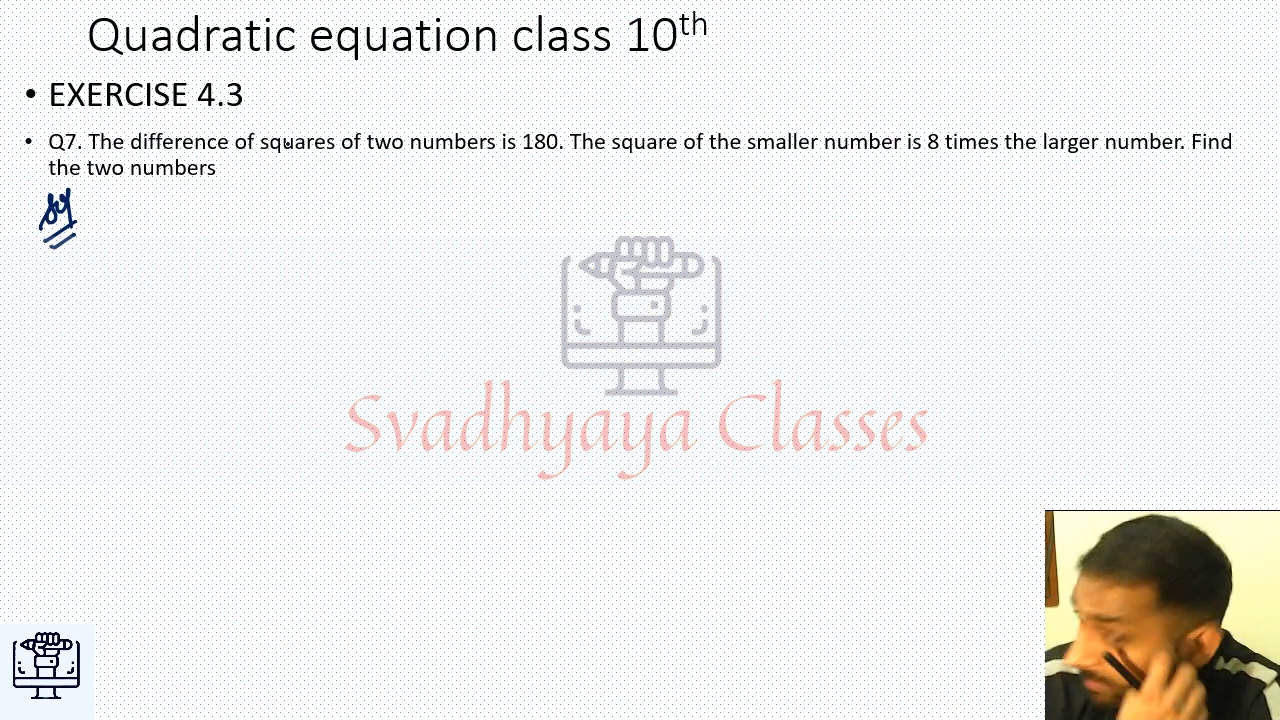 Quadratic equation class 10th
• EXERCISE 4.3
• Q7. The difference of squares of two numbers is 180. The square of the smaller number is 8 times the larger number. Find
the two numbers
Svadhyaya Classes